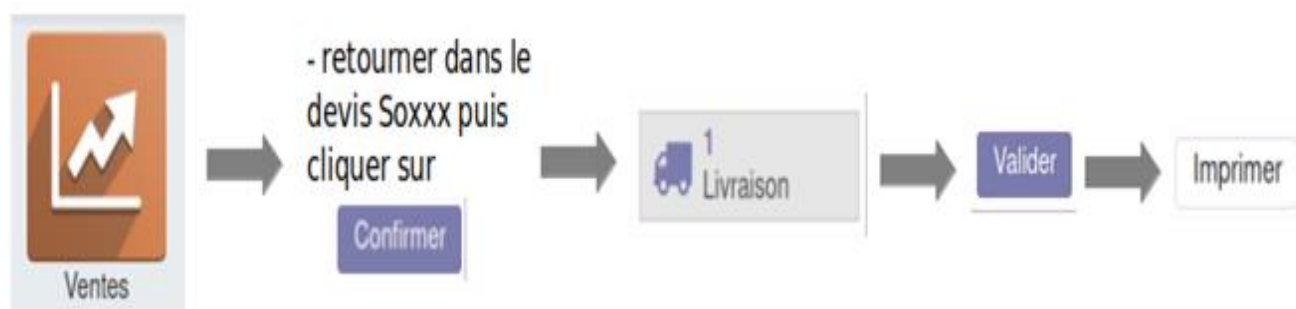 Ventes
- retourner dans le
devis Soxxx puis
cliquer sur
Confirmer
1
Livraison
Valider
Imprimer